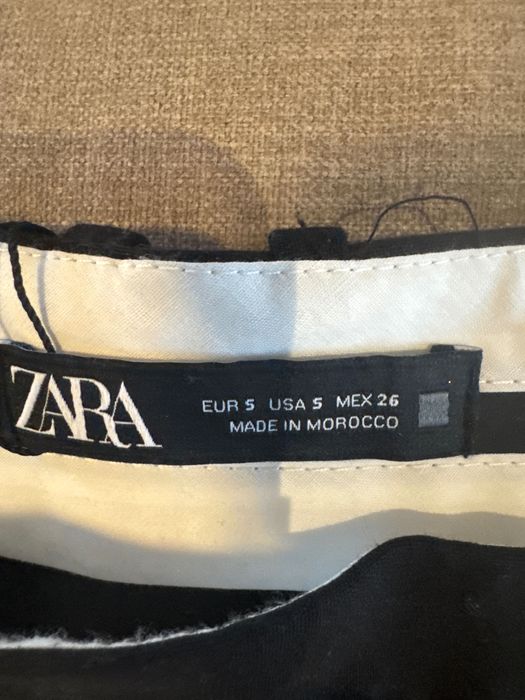 ZARA
EUR S USA S MEX 26
MADE IN MOROCCO